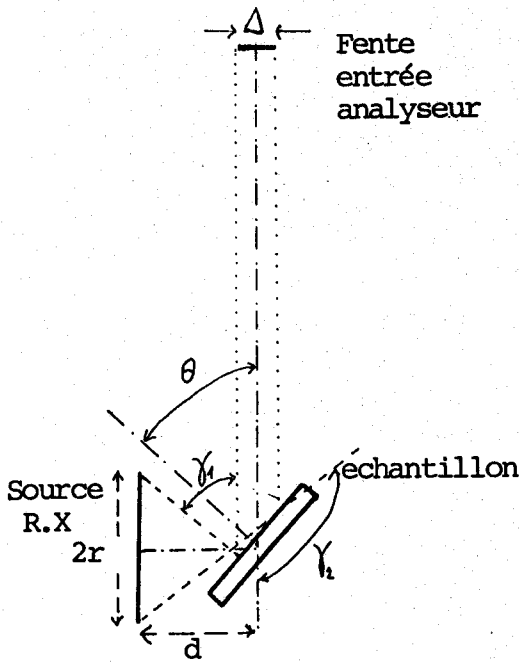 Δ
Fente
entrée
analyseur
θ
γ₁
echantillon
Source
R.X
2r
γ₂
d